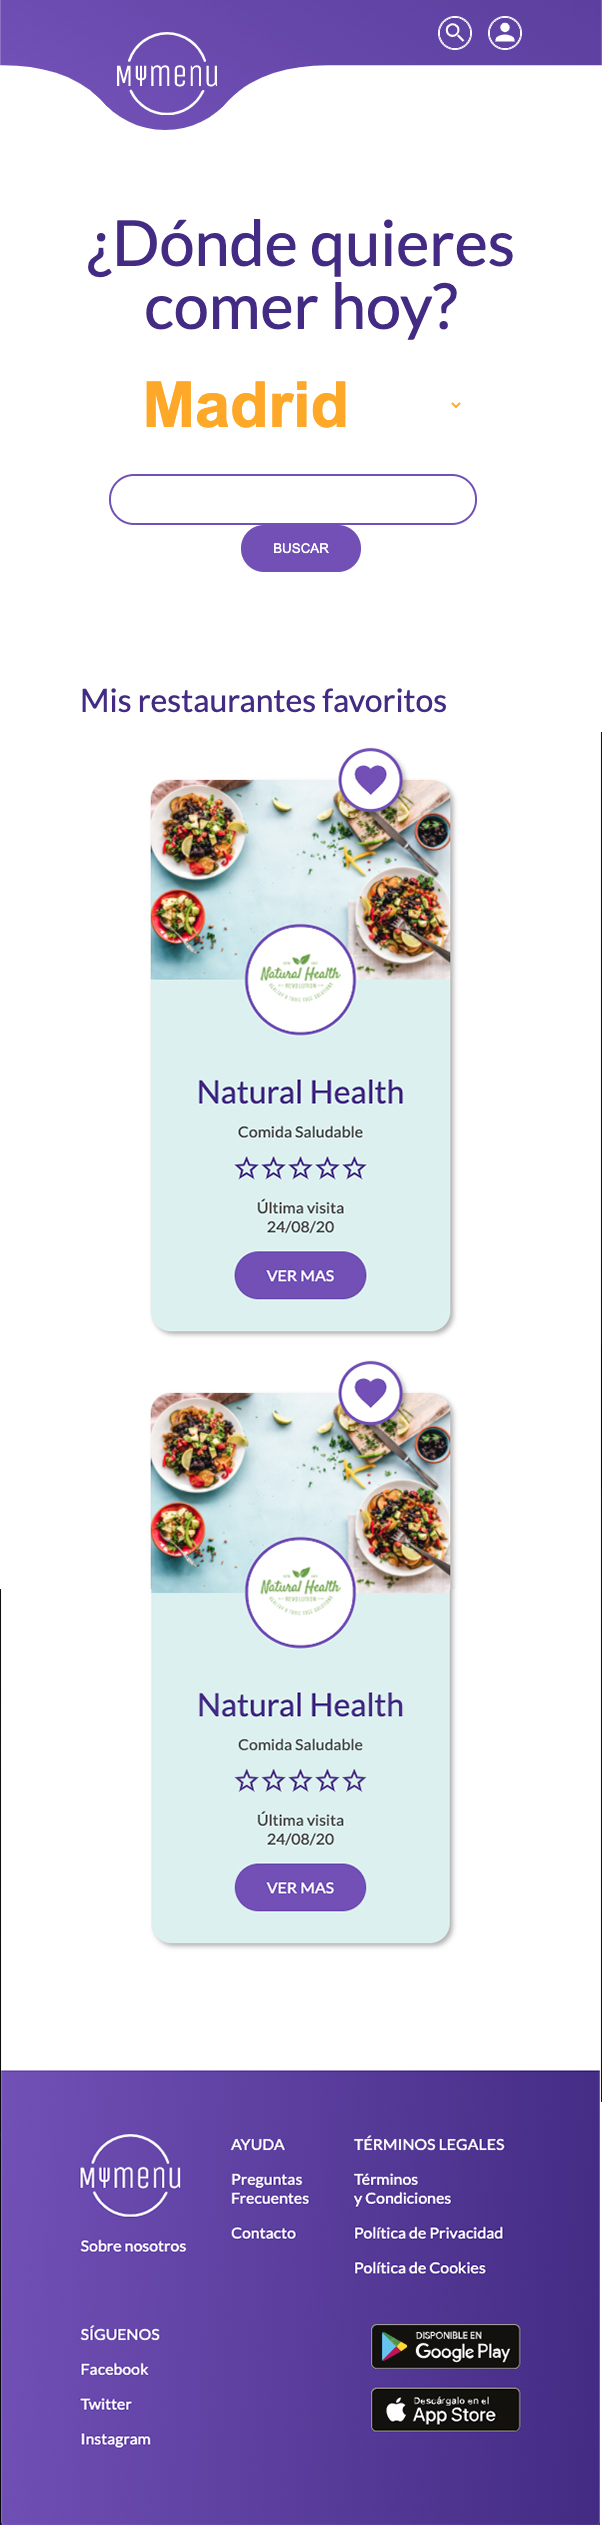 Mymenu
¿Dónde quieres
comer hoy?
Madrid
BUSCAR
Mis restaurantes favoritos
Natural Health
REVOLUTION
Natural Health
Comida Saludable
Última visita
24/08/20
VER MAS
Natural Health
REVOLUTION
Natural Health
Comida Saludable
Última visita
24/08/20
VER MAS
Mymenu
Sobre nosotros
AYUDA
Preguntas
Frecuentes
Contacto
TÉRMINOS LEGALES
Términos
y Condiciones
Política de Privacidad
Política de Cookies
SÍGUENOS
Facebook
Twitter
Instagram
DISPONIBLE EN
Google Play
Descárgalo en el
App Store